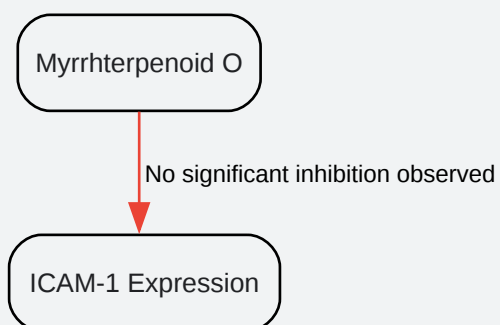 Myrrhterpenoid O
No significant inhibition observed
ICAM-1 Expression